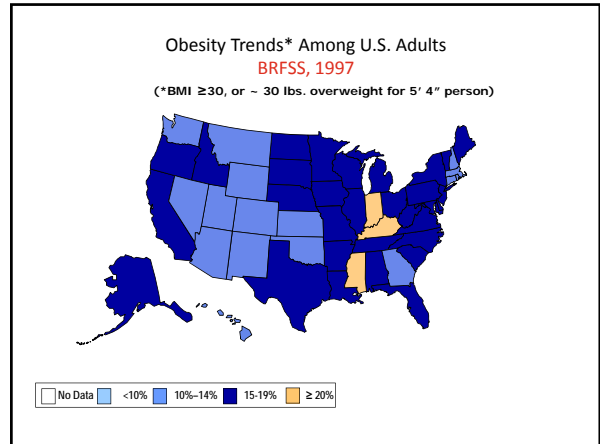 Obesity Trends* Among U.S. Adults
BRFSS, 1997
(*BMI ≥30, or ~ 30 lbs. overweight for 5' 4" person)
No Data <10% 10%–14% 15-19% ≥ 20%